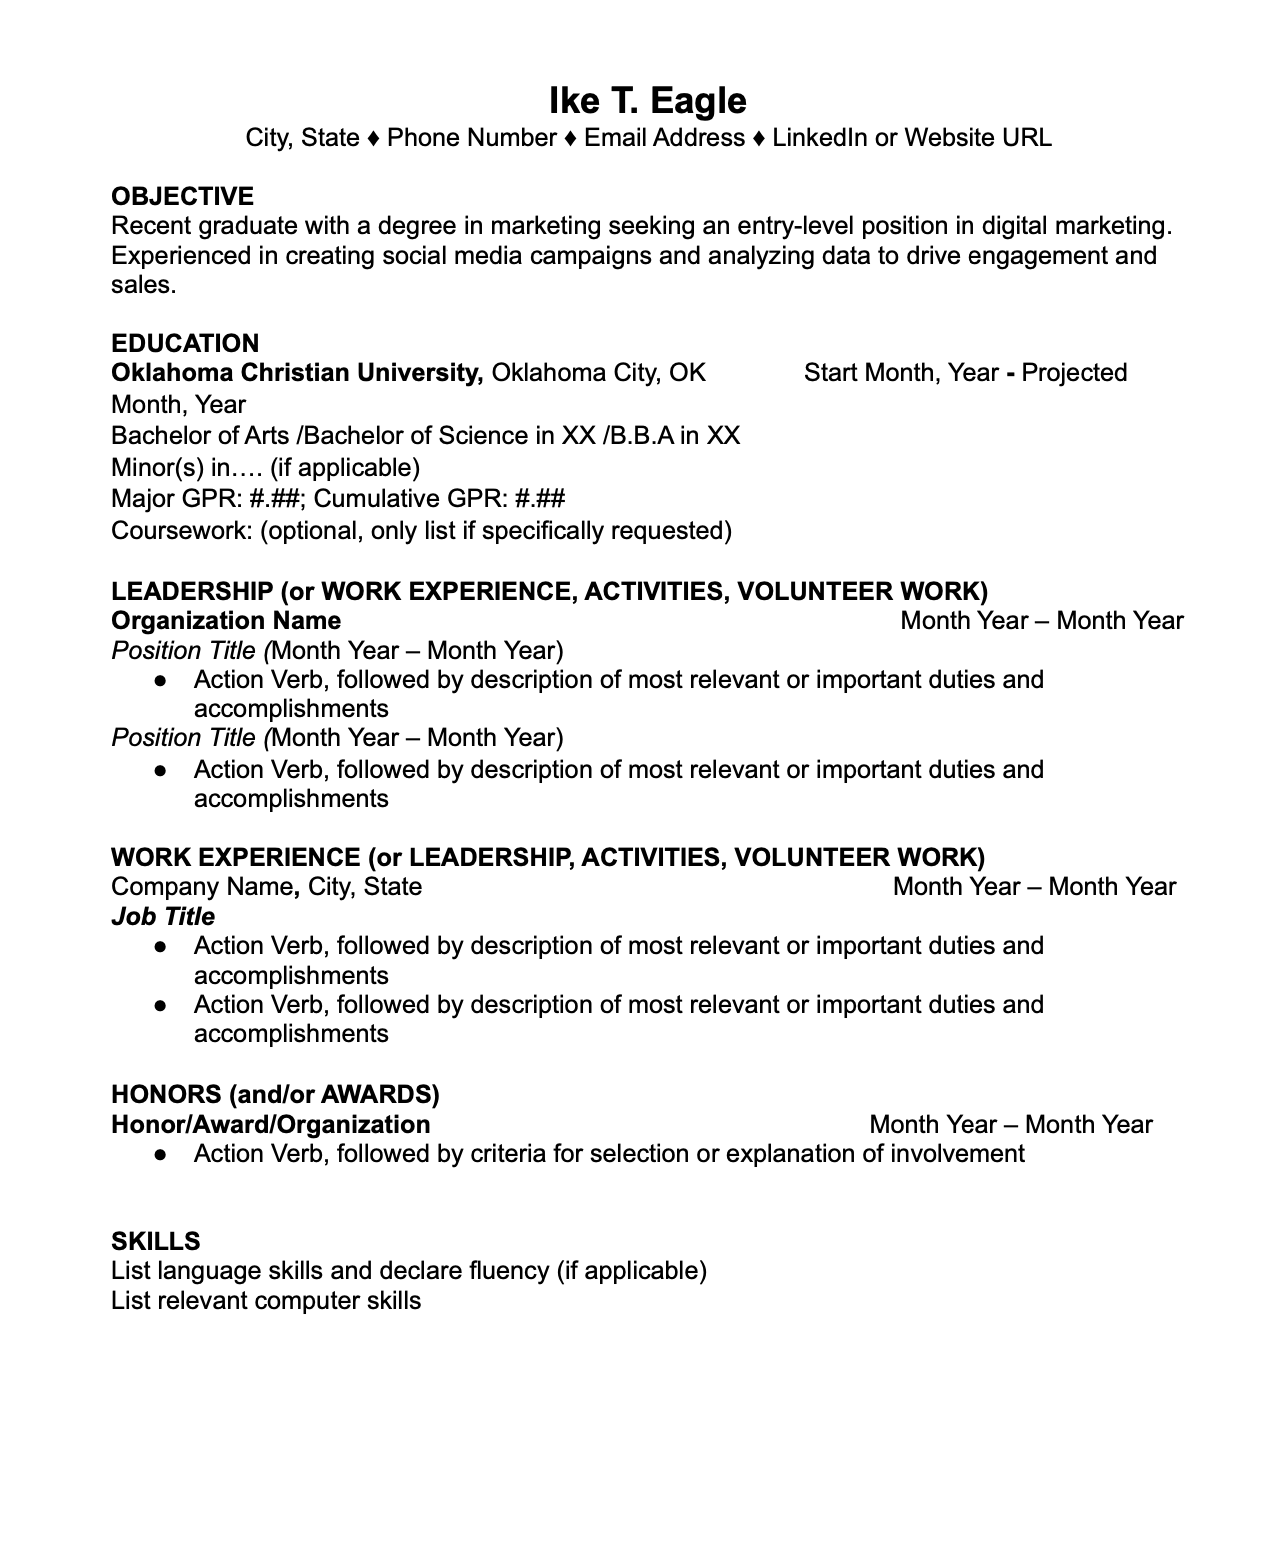 Ike T. Eagle
City, State ♦ Phone Number ♦ Email Address ♦ LinkedIn or Website URL
OBJECTIVE
Recent graduate with a degree in marketing seeking an entry-level position in digital marketing.
Experienced in creating social media campaigns and analyzing data to drive engagement and
sales.
EDUCATION
Oklahoma Christian University, Oklahoma City, OK Start Month, Year - Projected
Month, Year
Bachelor of Arts /Bachelor of Science in XX /B.B.A in XX
Minor(s) in…. (if applicable)
Major GPR: #.##; Cumulative GPR: #.##
Coursework: (optional, only list if specifically requested)
LEADERSHIP (or WORK EXPERIENCE, ACTIVITIES, VOLUNTEER WORK)
Organization Name Month Year – Month Year
Position Title (Month Year – Month Year)
● Action Verb, followed by description of most relevant or important duties and
accomplishments
Position Title (Month Year – Month Year)
● Action Verb, followed by description of most relevant or important duties and
accomplishments
WORK EXPERIENCE (or LEADERSHIP, ACTIVITIES, VOLUNTEER WORK)
Company Name, City, State Month Year – Month Year
Job Title
● Action Verb, followed by description of most relevant or important duties and
accomplishments
● Action Verb, followed by description of most relevant or important duties and
accomplishments
HONORS (and/or AWARDS)
Honor/Award/Organization Month Year – Month Year
● Action Verb, followed by criteria for selection or explanation of involvement
SKILLS
List language skills and declare fluency (if applicable)
List relevant computer skills